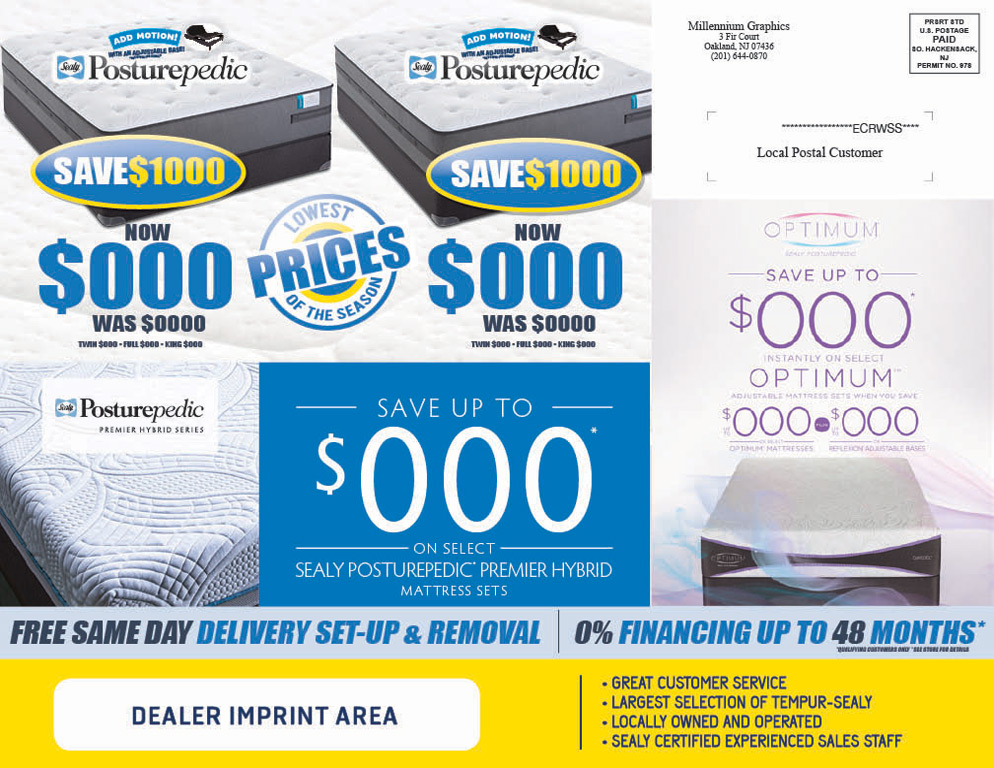 ADD MOTION!
WITH AN ADJUSTABLE BASE!
Sealy Posturepedic
SAVE $1000
NOW
$000
WAS $0000
TWIN $000 • FULL $000 • KING $000
LOWEST
PRICES
OF THE SEASON
ADD MOTION!
WITH AN ADJUSTABLE BASE!
Sealy Posturepedic
SAVE $1000
NOW
$000
WAS $0000
TWIN $000 • FULL $000 • KING $000
Millennium Graphics
3 Fir Court
Oakland, NJ 07436
(201) 644-0870
PRSRT STD
U.S. POSTAGE
PAID
SO. HACKENSACK,
NJ
PERMIT NO. 978
*****************ECRWSS****
Local Postal Customer
OPTIMUM
SEALY POSTUREPEDIC
SAVE UP TO
$000*
INSTANTLY ON SELECT
OPTIMUM™
ADJUSTABLE MATTRESS SETS WHEN YOU SAVE
$000 PLUS $000
ON SELECT
OPTIMUM™ MATTRESSES
REFLEXION® ADJUSTABLE BASES
OPTIMUM
Sealy Posturepedic
PREMIER HYBRID SERIES
SAVE UP TO
$000*
ON SELECT
SEALY POSTUREPEDIC® PREMIER HYBRID
MATTRESS SETS
FREE SAME DAY DELIVERY SET-UP & REMOVAL
0% FINANCING UP TO 48 MONTHS*
*QUALIFYING CUSTOMERS ONLY *SEE STORE FOR DETAILS
DEALER IMPRINT AREA
• GREAT CUSTOMER SERVICE
• LARGEST SELECTION OF TEMPUR-SEALY
• LOCALLY OWNED AND OPERATED
• SEALY CERTIFIED EXPERIENCED SALES STAFF